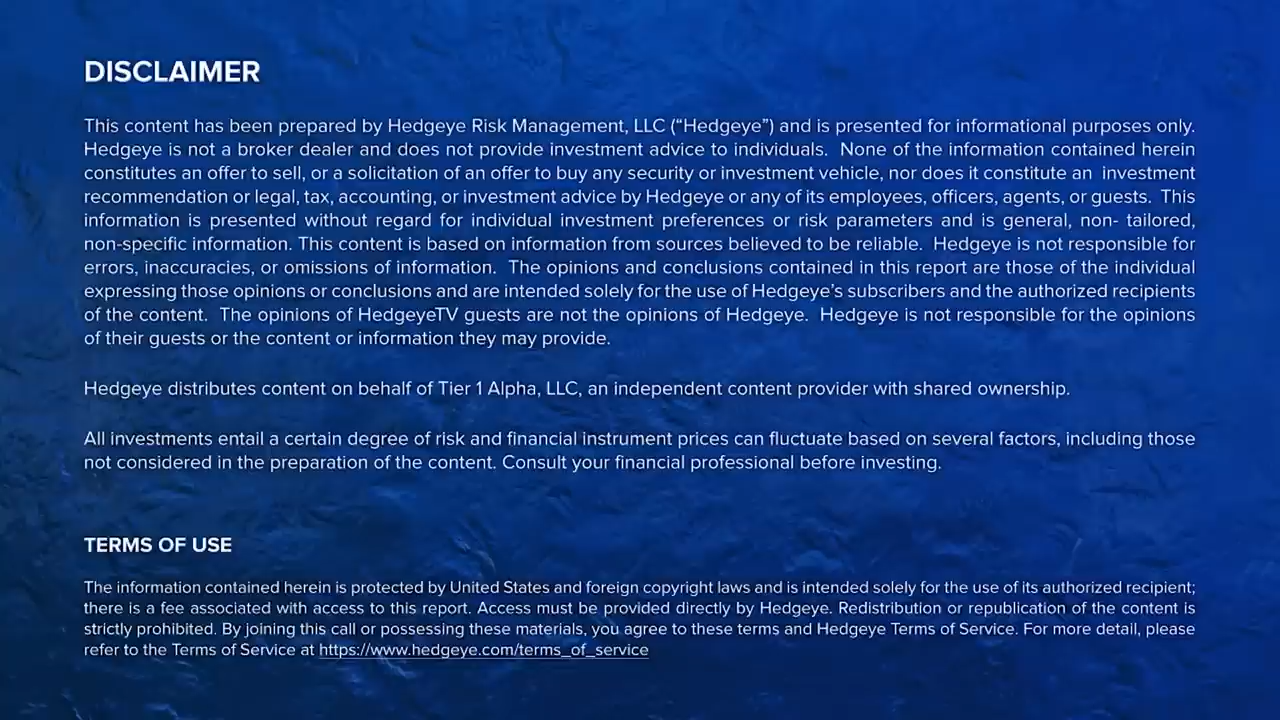 DISCLAIMER
This content has been prepared by Hedgeye Risk Management, LLC (“Hedgeye”) and is presented for informational purposes only.
Hedgeye is not a broker dealer and does not provide investment advice to individuals.  None of the information contained herein
constitutes an offer to sell, or a solicitation of an offer to buy any security or investment vehicle, nor does it constitute an  investment
recommendation or legal, tax, accounting, or investment advice by Hedgeye or any of its employees, officers, agents, or guests.  This
information is presented without regard for individual investment preferences or risk parameters and is general, non- tailored,
non-specific information. This content is based on information from sources believed to be reliable.  Hedgeye is not responsible for
errors, inaccuracies, or omissions of information.  The opinions and conclusions contained in this report are those of the individual
expressing those opinions or conclusions and are intended solely for the use of Hedgeye’s subscribers and the authorized recipients
of the content.  The opinions of HedgeyeTV guests are not the opinions of Hedgeye.  Hedgeye is not responsible for the opinions
of their guests or the content or information they may provide.
Hedgeye distributes content on behalf of Tier 1 Alpha, LLC, an independent content provider with shared ownership.
All investments entail a certain degree of risk and financial instrument prices can fluctuate based on several factors, including those
not considered in the preparation of the content. Consult your financial professional before investing.
TERMS OF USE
The information contained herein is protected by United States and foreign copyright laws and is intended solely for the use of its authorized recipient;
there is a fee associated with access to this report. Access must be provided directly by Hedgeye. Redistribution or republication of the content is
strictly prohibited. By joining this call or possessing these materials, you agree to these terms and Hedgeye Terms of Service. For more detail, please
refer to the Terms of Service at https://www.hedgeye.com/terms_of_service